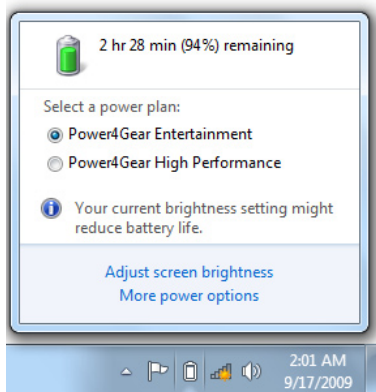 2 hr 28 min (94%) remaining
Select a power plan:
Power4Gear Entertainment
Power4Gear High Performance
Your current brightness setting might
reduce battery life.
Adjust screen brightness
More power options
2:01 AM
9/17/2009